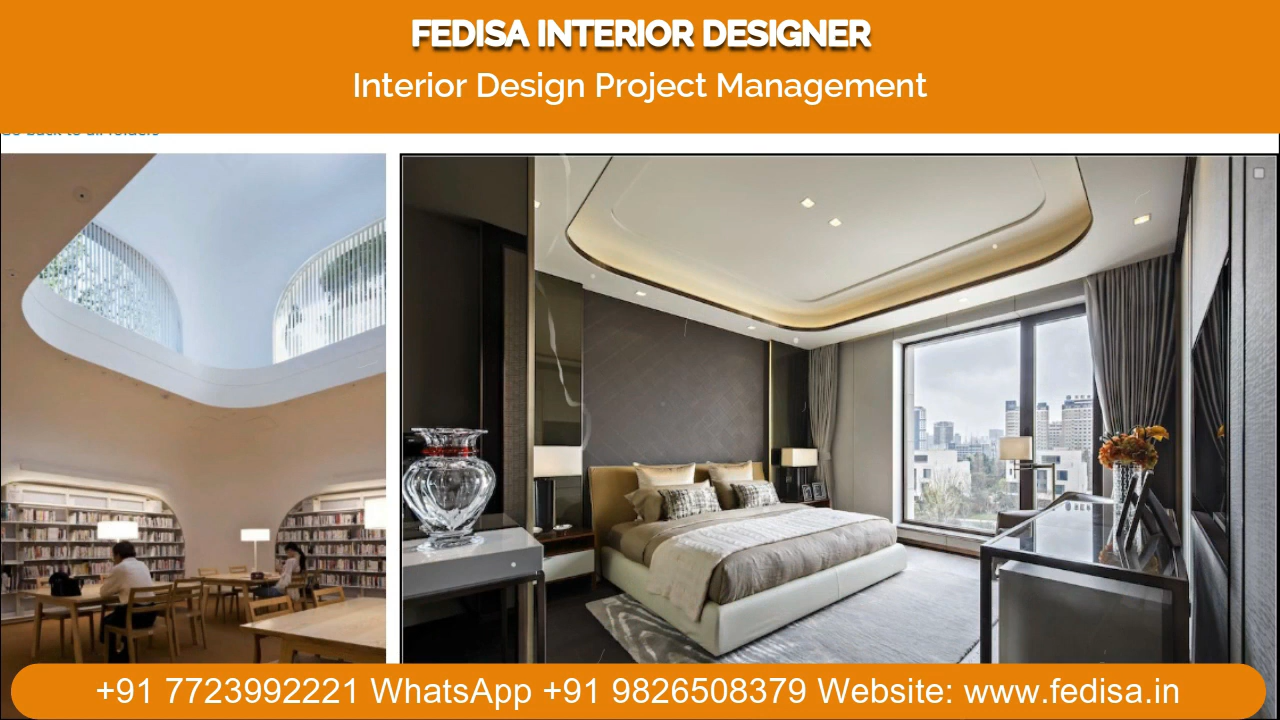 FEDISA INTERIOR DESIGNER
Interior Design Project Management
+91 7723992221 WhatsApp +91 9826508379 Website: www.fedisa.in